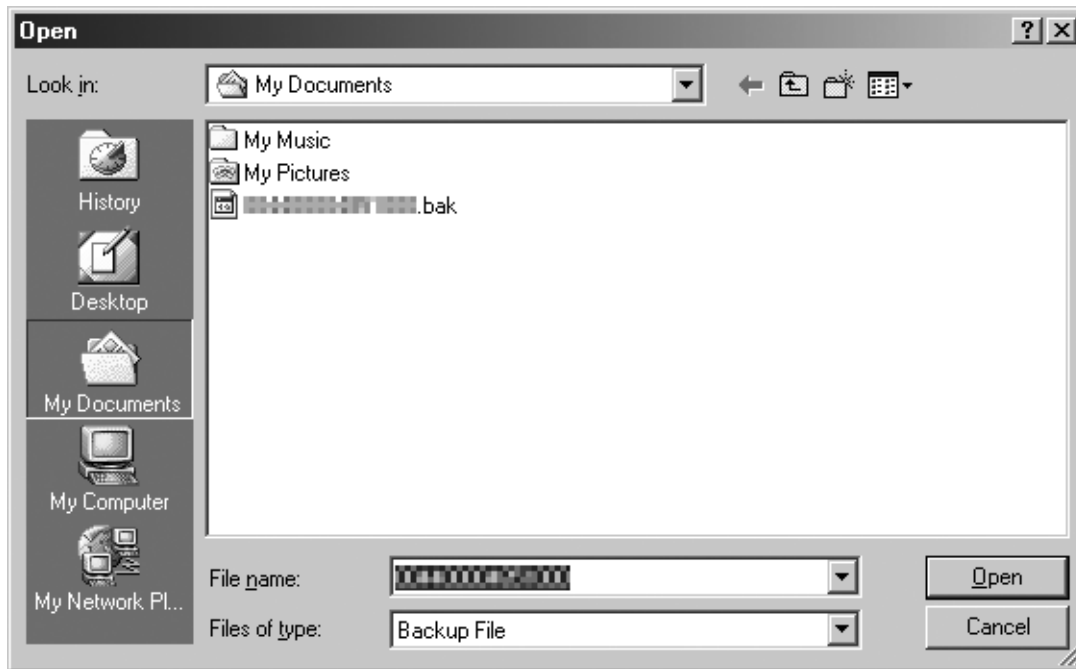 Open
Look in:
My Documents
History
Desktop
My Documents
My Computer
My Network Pl...
My Music
My Pictures
.bak
File name:
Open
Files of type:
Backup File
Cancel